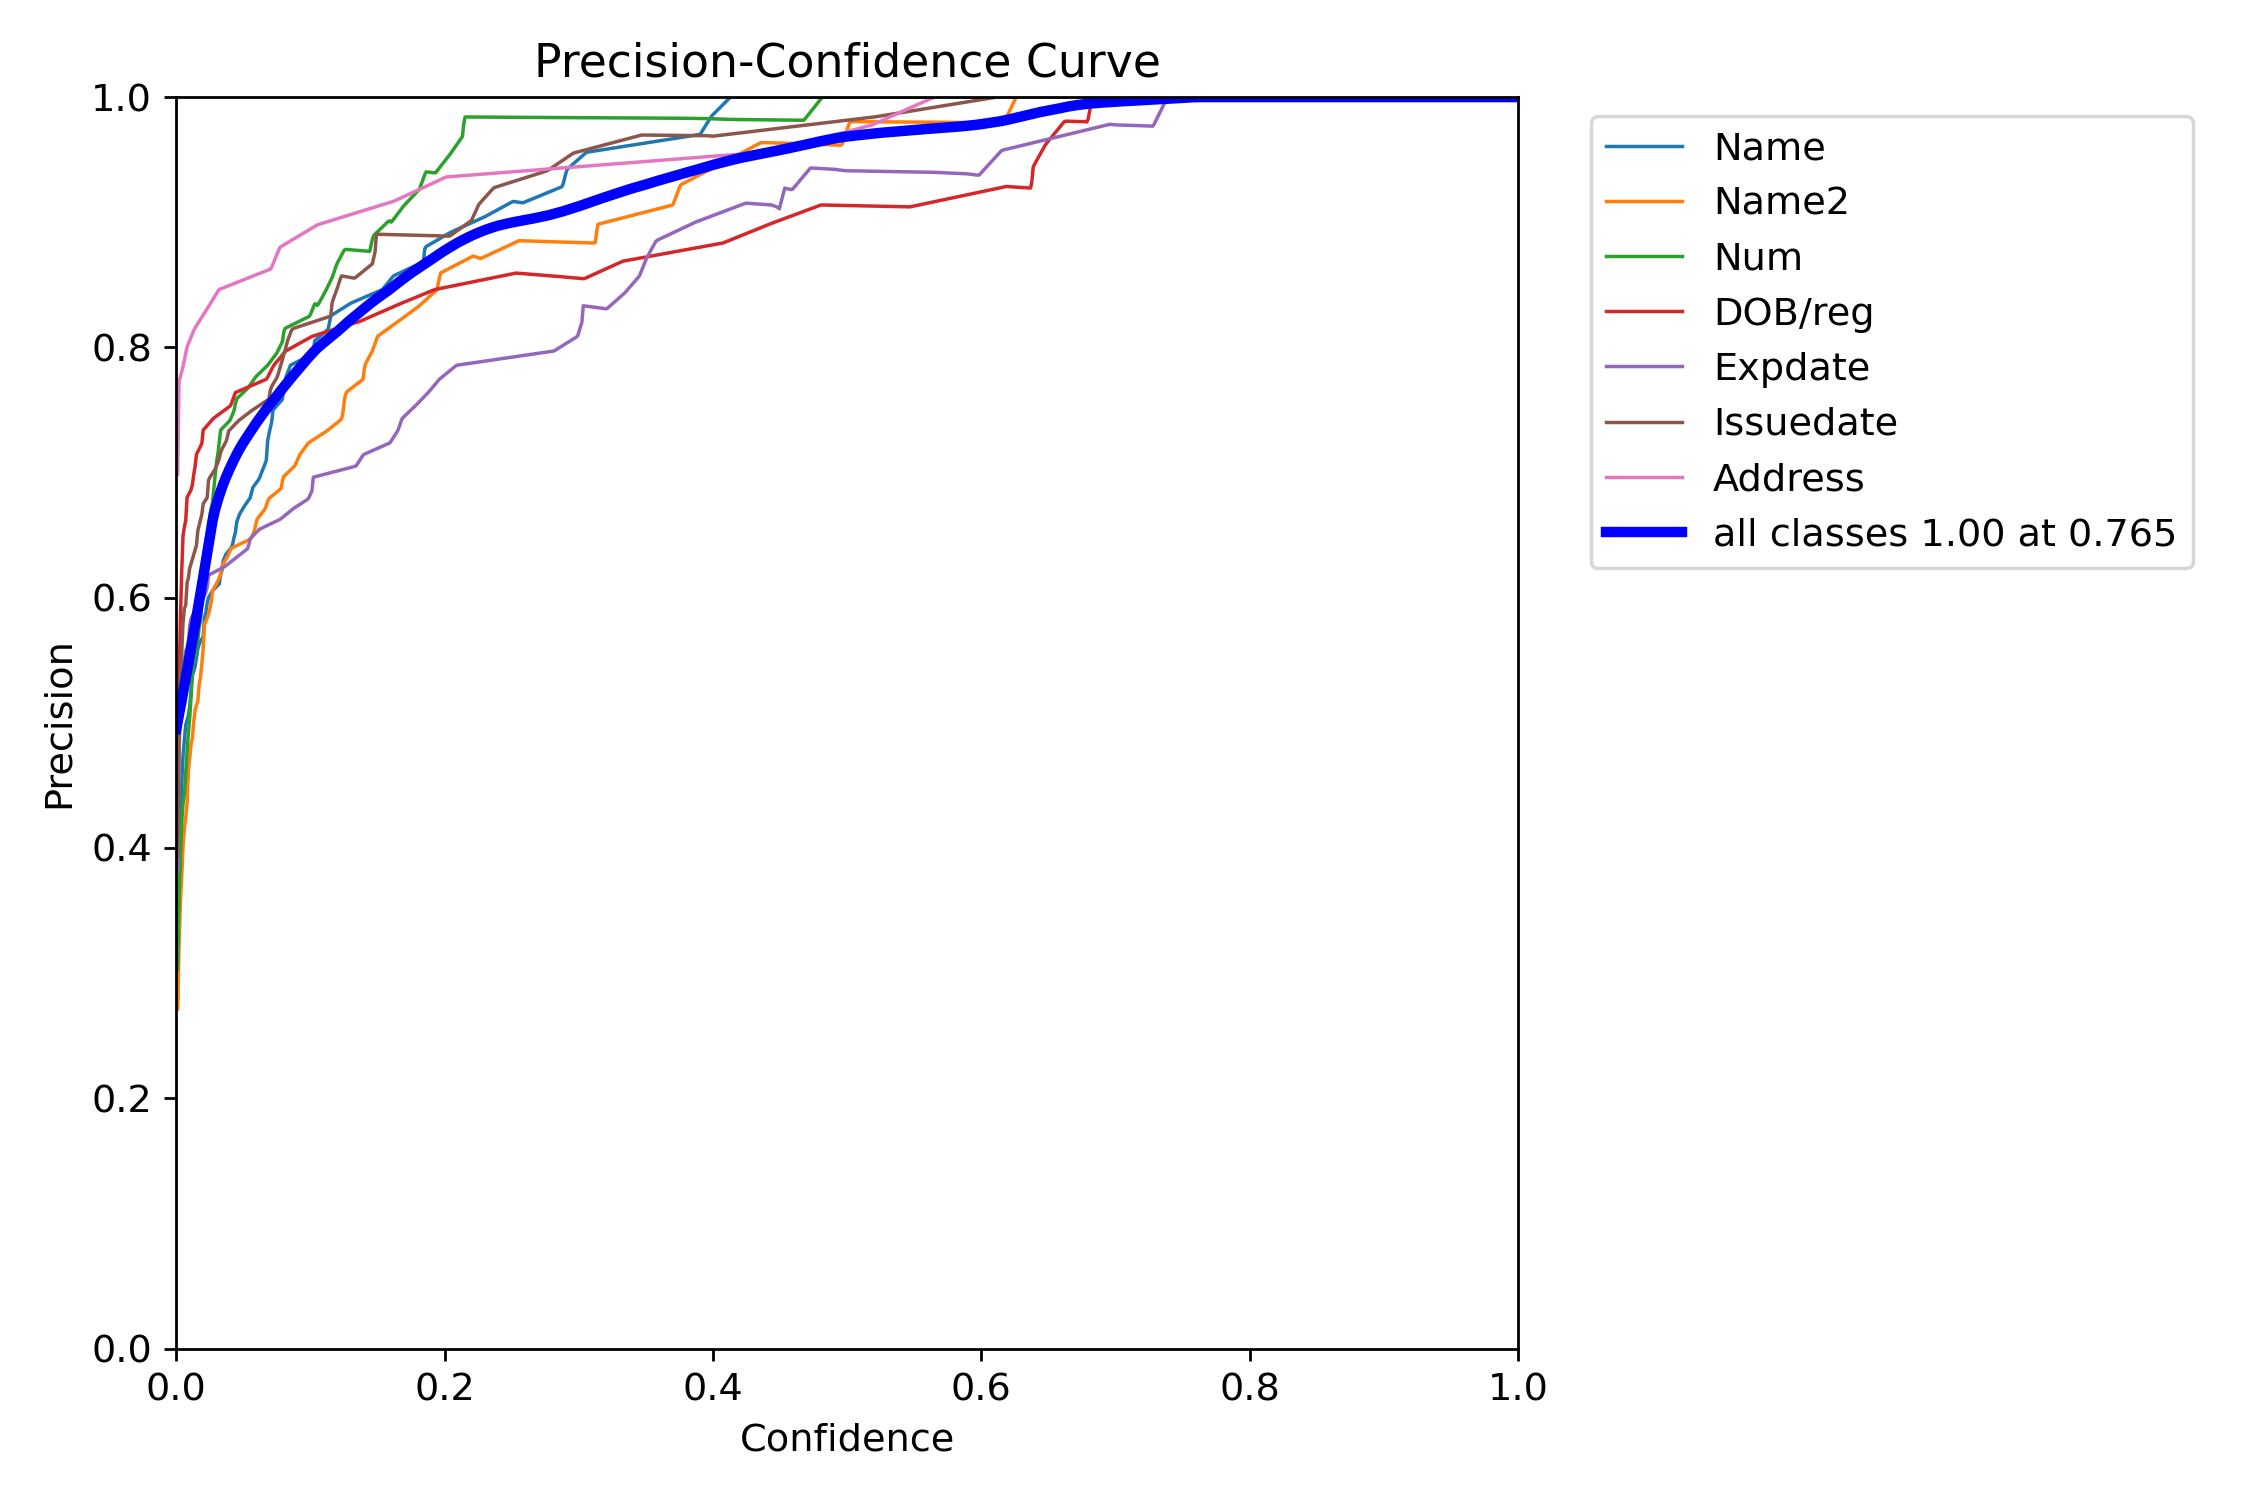 Precision-Confidence Curve
1.0
0.8
0.6
0.4
0.2
0.0
Precision
0.0 0.2 0.4 0.6 0.8 1.0
Confidence
Name
Name2
Num
DOB/reg
Expdate
Issuedate
Address
all classes 1.00 at 0.765